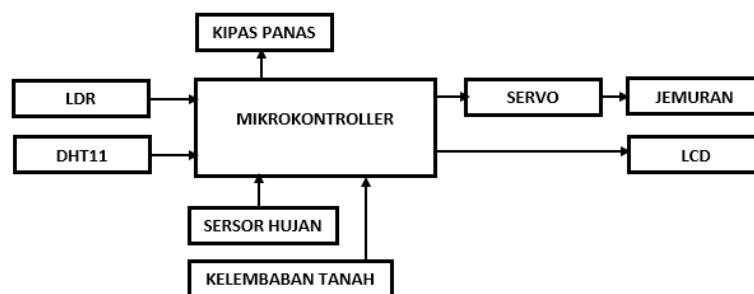 KIPAS PANAS
LDR
MIKROKONTROLLER
SERVO
JEMURAN
DHT11
LCD
SERSOR HUJAN
KELEMBABAN TANAH